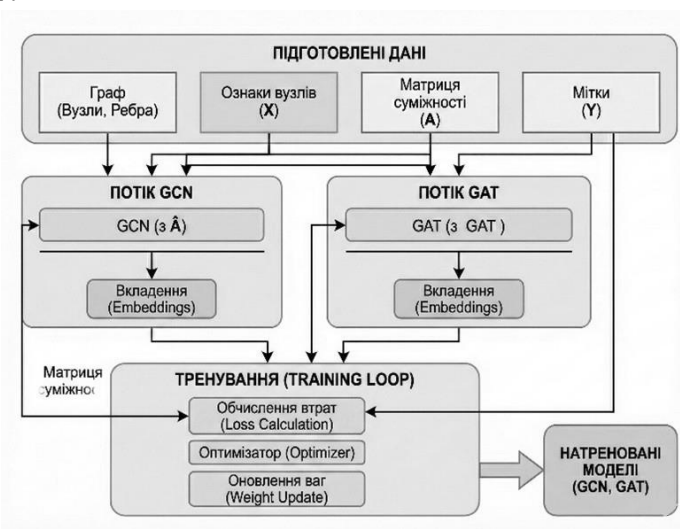 ПІДГОТОВЛЕНІ ДАНІ
Граф
(Вузли, Ребра)
Ознаки вузлів
(X)
Матриця
суміжності
(A)
Мітки
(Y)
ПОТІК GCN
GCN (з Â)
Вкладення
(Embeddings)
ПОТІК GAT
GAT (з GAT )
Вкладення
(Embeddings)
Матриця
ТРЕНУВАННЯ (TRAINING LOOP)
Обчислення втрат
(Loss Calculation)
Оптимізатор (Optimizer)
Оновлення ваг
(Weight Update)
НАТРЕНОВАНІ
МОДЕЛІ
(GCN, GAT)